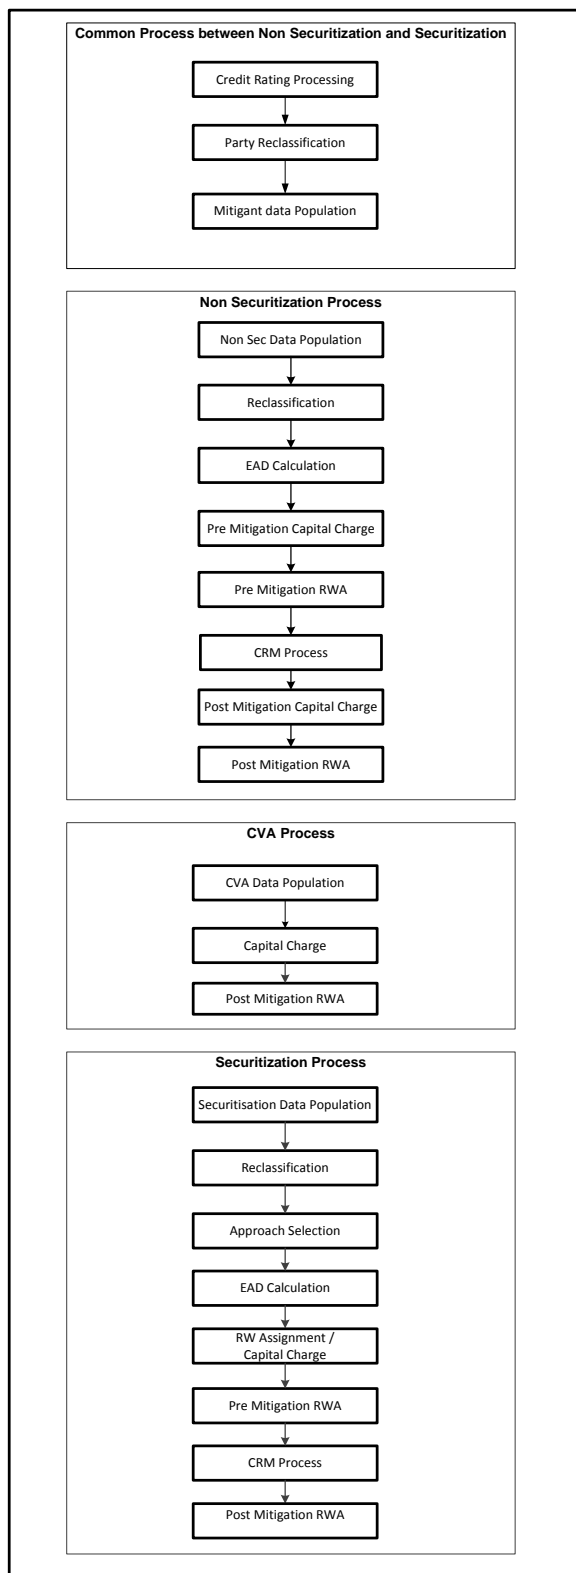 Common Process between Non Securitization and Securitization
Credit Rating Processing
Party Reclassification
Mitigant data Population
Non Securitization Process
Non Sec Data Population
Reclassification
EAD Calculation
Pre Mitigation Capital Charge
Pre Mitigation RWA
CRM Process
Post Mitigation Capital Charge
Post Mitigation RWA
CVA Process
CVA Data Population
Capital Charge
Post Mitigation RWA
Securitization Process
Securitisation Data Population
Reclassification
Approach Selection
EAD Calculation
RW Assignment /
Capital Charge
Pre Mitigation RWA
CRM Process
Post Mitigation RWA